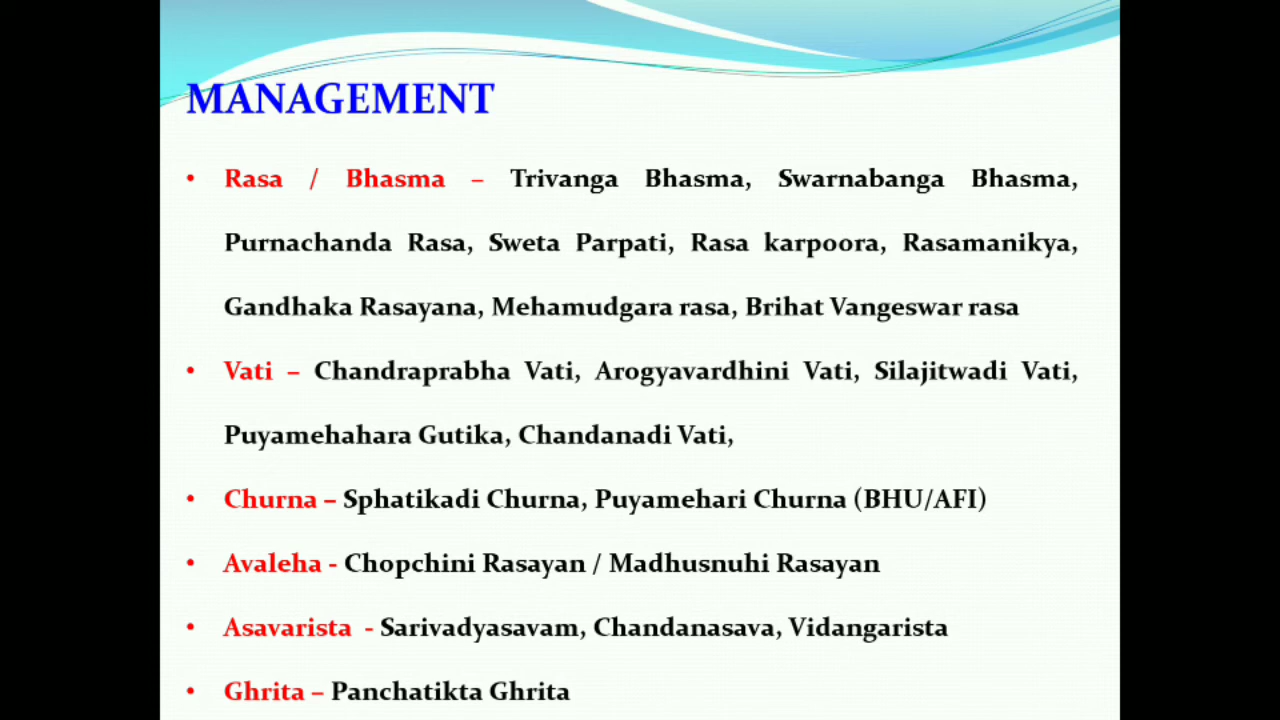 MANAGEMENT
• Rasa / Bhasma – Trivanga Bhasma, Swarnabanga Bhasma,
Purnachanda Rasa, Sweta Parpati, Rasa karpoora, Rasamanikya,
Gandhaka Rasayana, Mehamudgara rasa, Brihat Vangeswar rasa
• Vati – Chandraprabha Vati, Arogyavardhini Vati, Silajitwadi Vati,
Puyamehahara Gutika, Chandanadi Vati,
• Churna – Sphatikadi Churna, Puyamehari Churna (BHU/AFI)
• Avaleha - Chopchini Rasayan / Madhusnuhi Rasayan
• Asavarista - Sarivadyasavam, Chandanasava, Vidangarista
• Ghrita – Panchatikta Ghrita